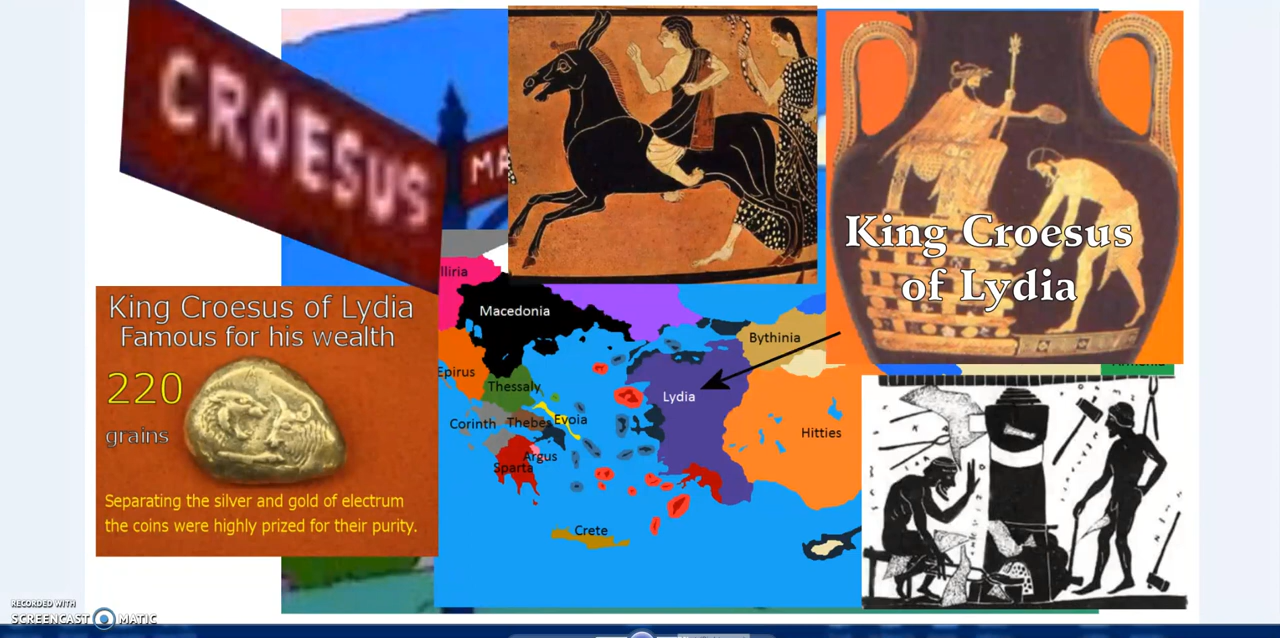 CROESUS
MA
King Croesus
of Lydia
King Croesus of Lydia
Famous for his wealth
220
grains
Separating the silver and gold of electrum
the coins were highly prized for their purity.
lliria
Macedonia
Bythinia
Epirus
Thessaly
Lydia
Corinth
Thebes
Evoia
Hitties
Argus
Sparta
Crete
Armenia
RECORDED WITH
SCREENCAST MATIC